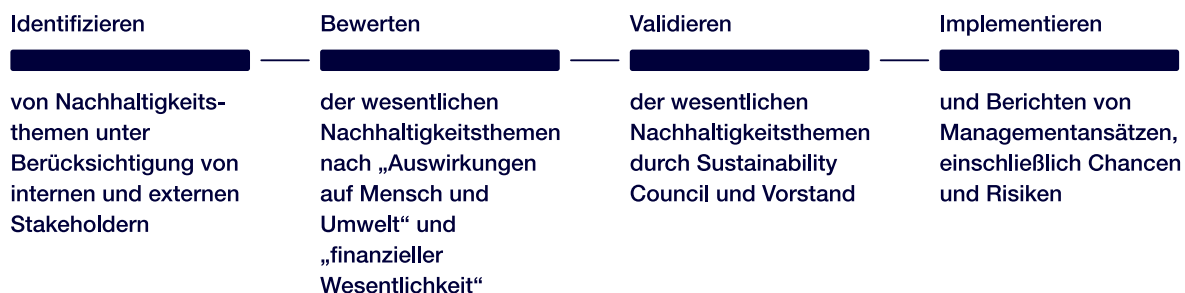 Identifizieren
von Nachhaltigkeits-
themen unter
Berücksichtigung von
internen und externen
Stakeholdern
Bewerten
der wesentlichen
Nachhaltigkeitsthemen
nach „Auswirkungen
auf Mensch und
Umwelt“ und
„finanzieller
Wesentlichkeit“
Validieren
der wesentlichen
Nachhaltigkeitsthemen
durch Sustainability
Council und Vorstand
Implementieren
und Berichten von
Managementansätzen,
einschließlich Chancen
und Risiken